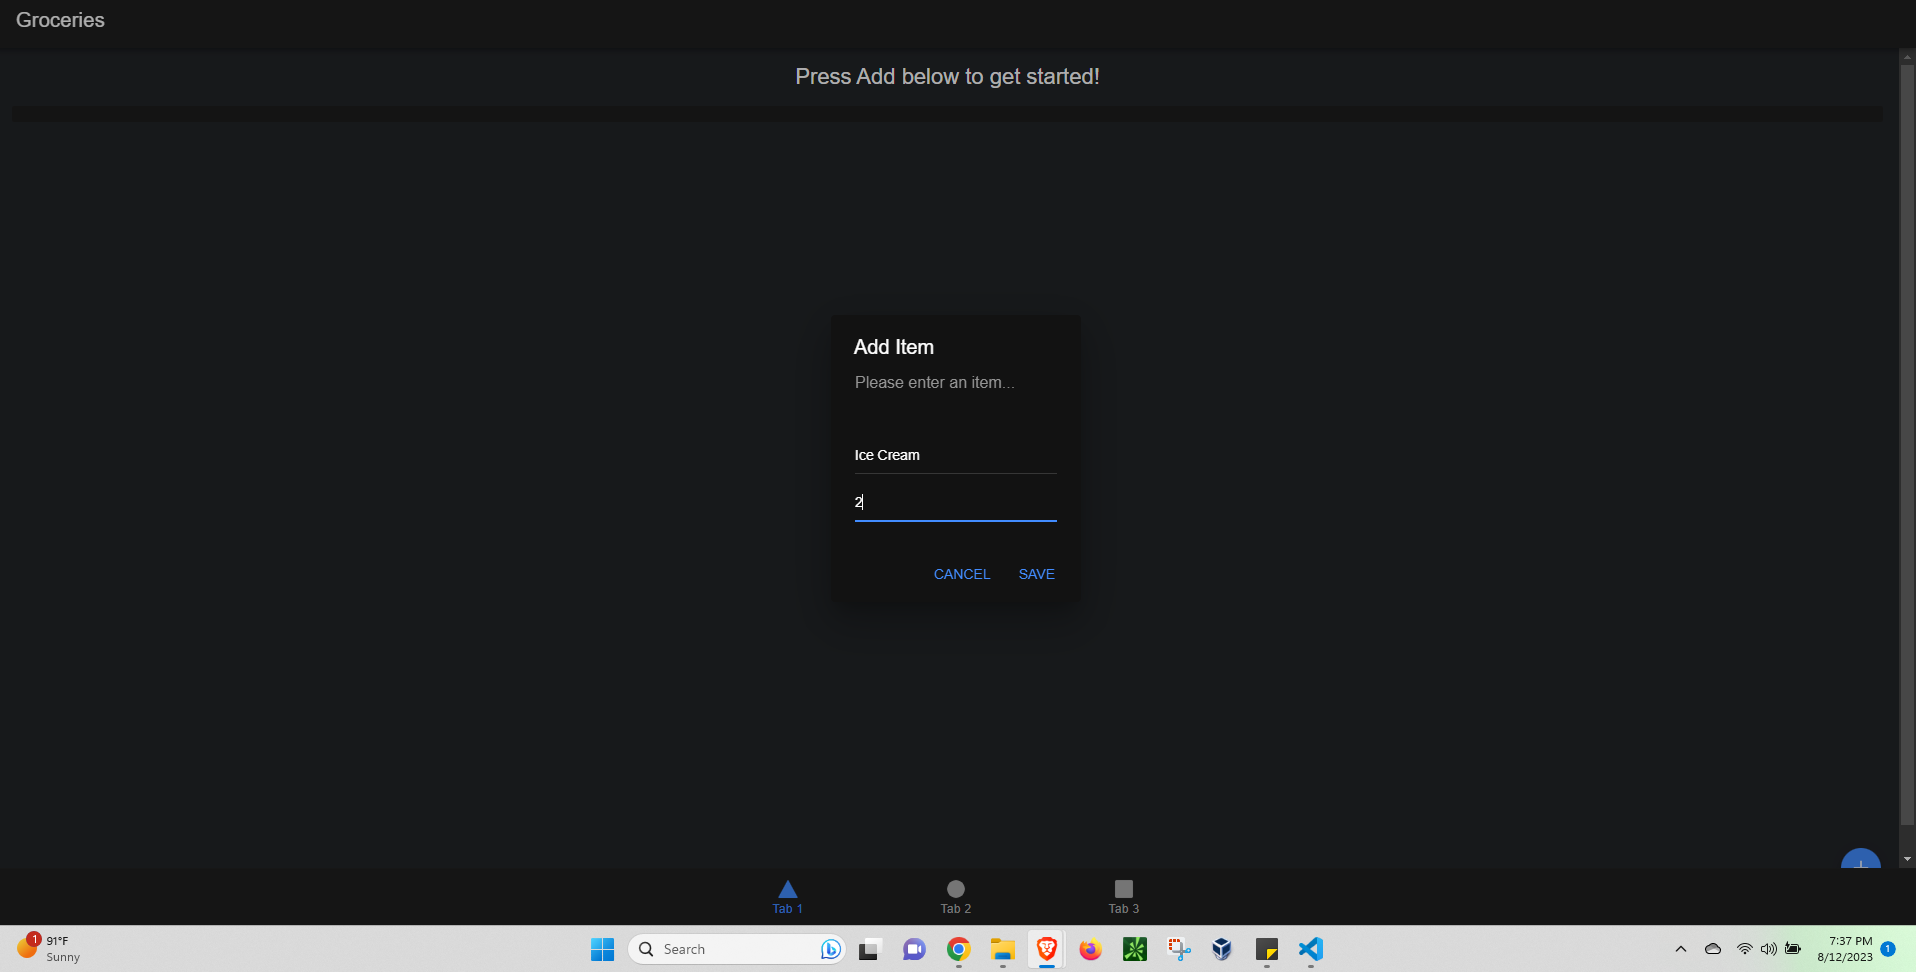 Groceries
Press Add below to get started!
Add Item
Please enter an item...
Ice Cream
2
CANCEL SAVE
Tab 1 Tab 2 Tab 3
1 91°F
Sunny
Search
7:37 PM
8/12/2023
1